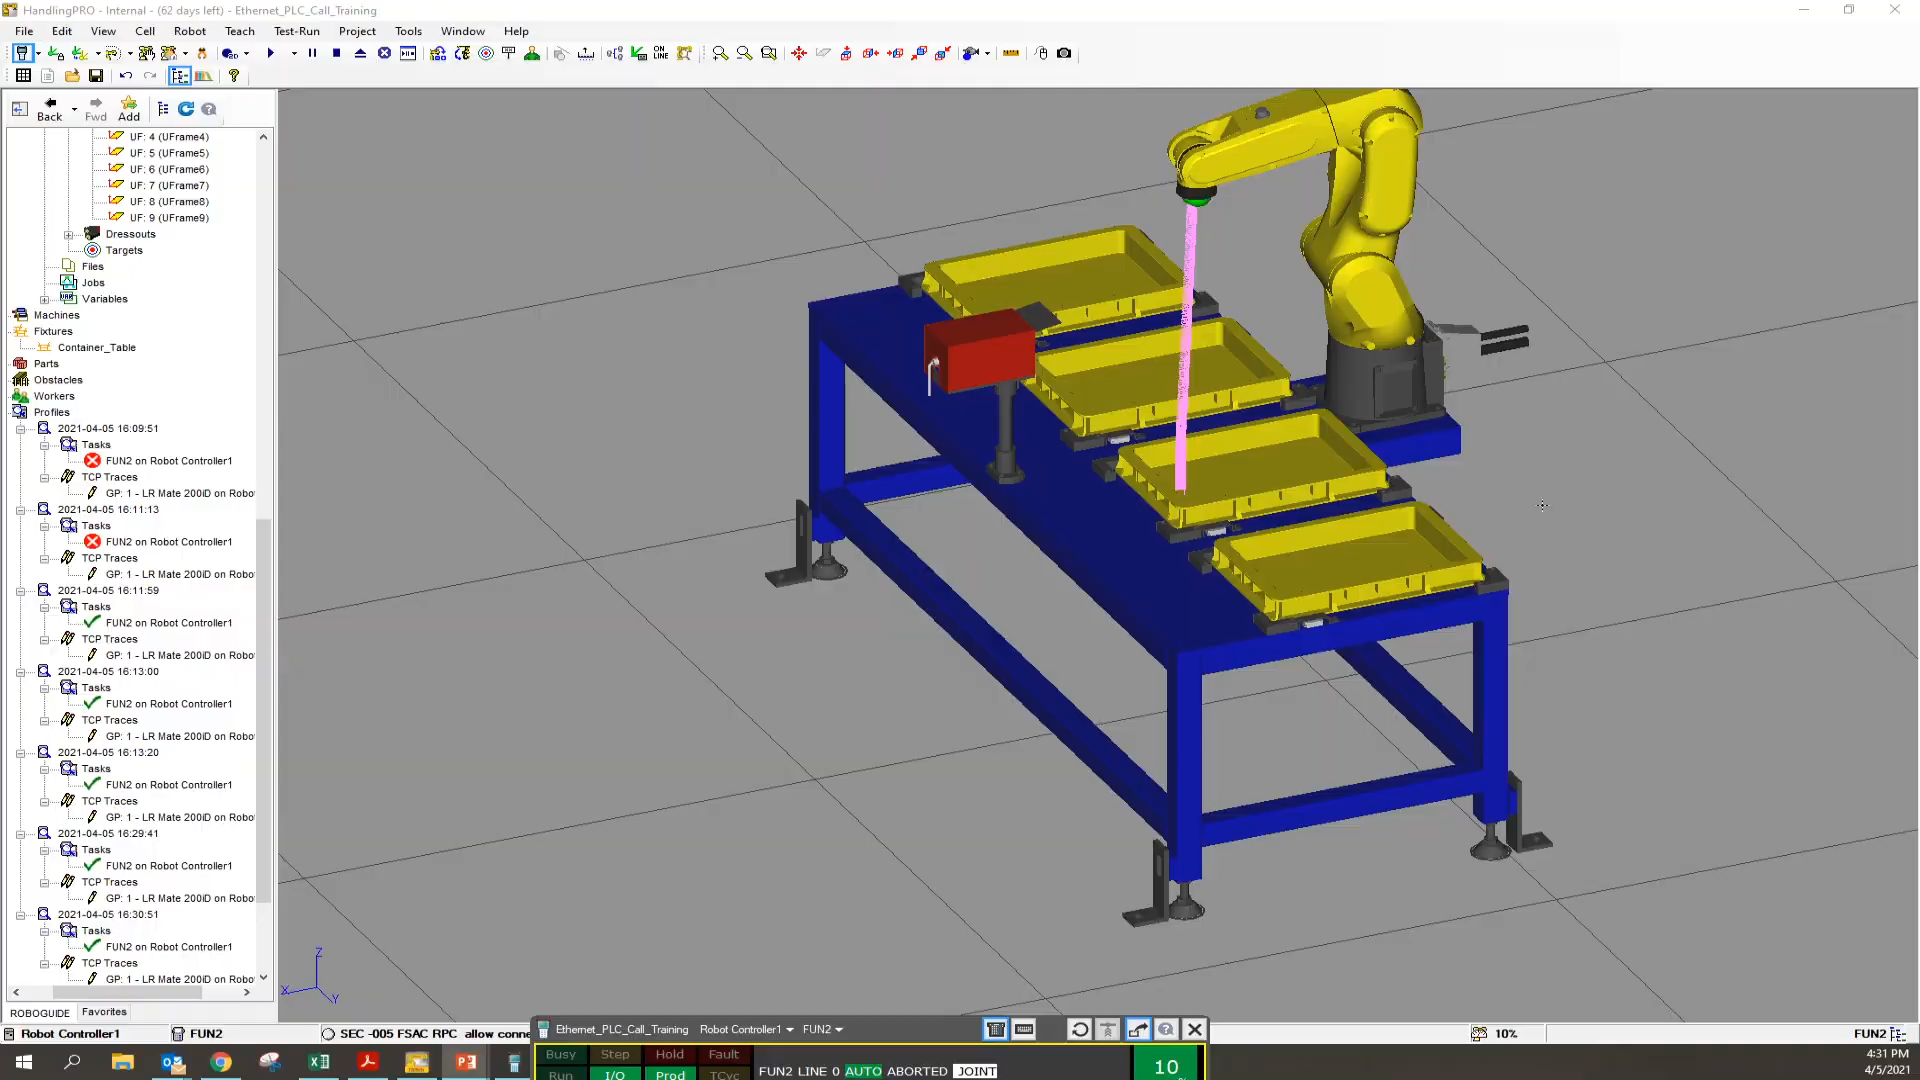 HandlingPRO - Internal - (62 days left) - Ethernet_PLC_Call_Training
File Edit View Cell Robot Teach Test-Run Project Tools Window Help
ON LINE
Back Fwd Add
UF: 4 (UFrame4)
UF: 5 (UFrame5)
UF: 6 (UFrame6)
UF: 7 (UFrame7)
UF: 8 (UFrame8)
UF: 9 (UFrame9)
Dressouts
Targets
Files
Jobs
Variables
Machines
Fixtures
Container_Table
Parts
Obstacles
Workers
Profiles
2021-04-05 16:09:51
Tasks
FUN2 on Robot Controller1
TCP Traces
GP: 1 - LR Mate 200iD on Robo
2021-04-05 16:11:13
Tasks
FUN2 on Robot Controller1
TCP Traces
GP: 1 - LR Mate 200iD on Robo
2021-04-05 16:11:59
Tasks
FUN2 on Robot Controller1
TCP Traces
GP: 1 - LR Mate 200iD on Robo
2021-04-05 16:13:00
Tasks
FUN2 on Robot Controller1
TCP Traces
GP: 1 - LR Mate 200iD on Robo
2021-04-05 16:13:20
Tasks
FUN2 on Robot Controller1
TCP Traces
GP: 1 - LR Mate 200iD on Robo
2021-04-05 16:29:41
Tasks
FUN2 on Robot Controller1
TCP Traces
GP: 1 - LR Mate 200iD on Robo
2021-04-05 16:30:51
Tasks
FUN2 on Robot Controller1
TCP Traces
GP: 1 - LR Mate 200iD on Robo
Z
X
Y
ROBOGUIDE Favorites
Robot Controller1 FUN2 SEC -005 FSAC RPC allow conne 10% FUN2
Ethernet_PLC_Call_Training Robot Controller1 FUN2
Busy Step Hold Fault
Run I/O Prod TCyc
FUN2 LINE 0 AUTO ABORTED JOINT
10
4:31 PM
4/5/2021